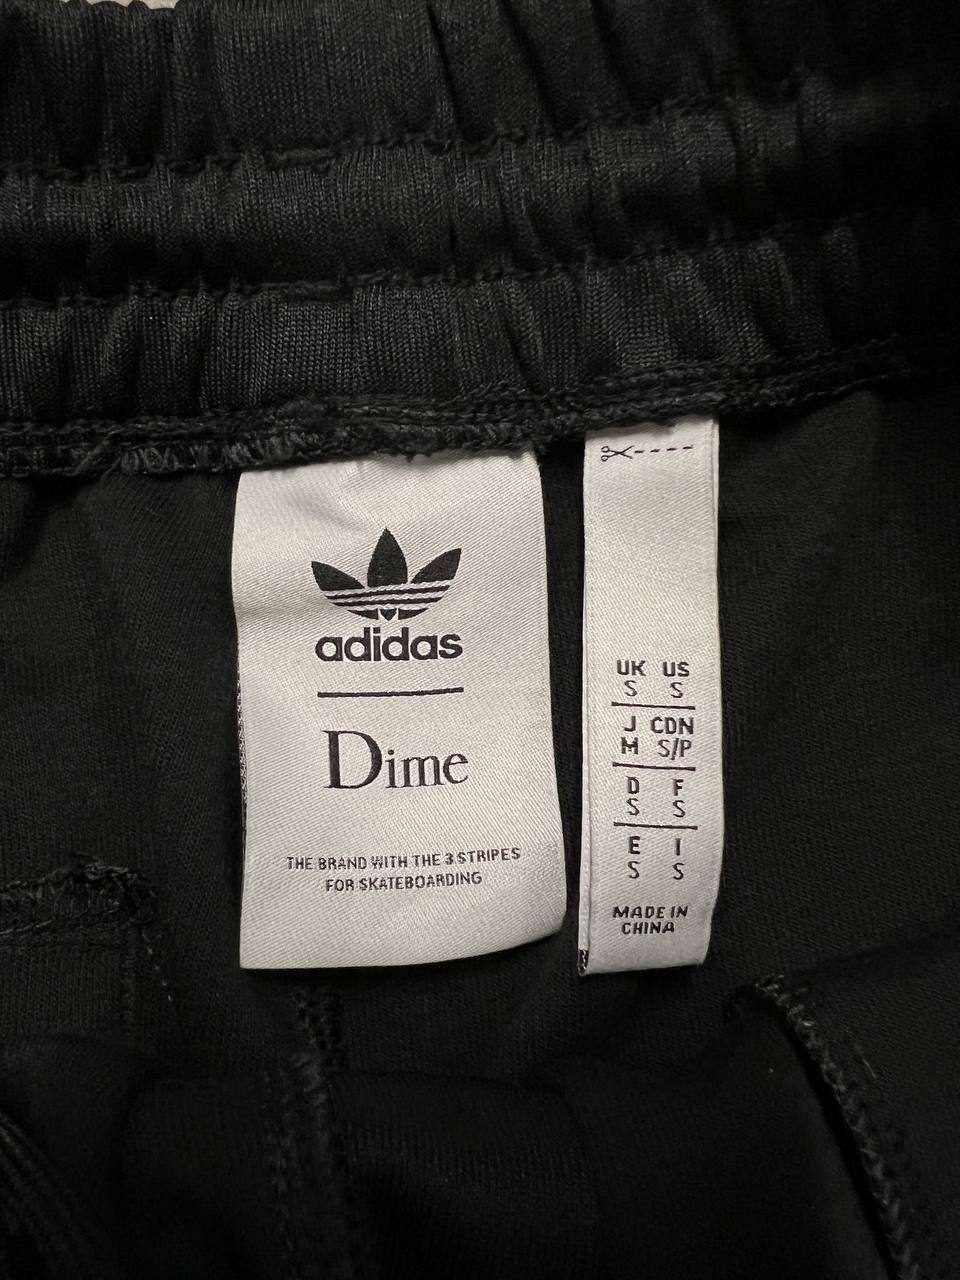 adidas
Dime
THE BRAND WITH THE 3 STRIPES
FOR SKATEBOARDING
UK US
S S
J CDN
M S/P
D F
S S
E I
S S
MADE IN
CHINA